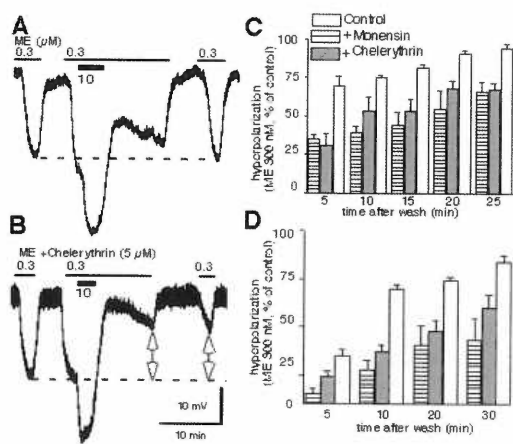 A
ME (µM)
0.3
0.3
0.3
10
B
ME +Chelerythrin (5 µM)
0.3
0.3
0.3
10
10 mV
10 min
C
Control
+ Monensin
+ Chelerythrin
hyperpolarization
(ME 300 nM, % of control)
100
75
50
25
0
5
10
15
20
25
time after wash (min)
D
hyperpolarization
(ME 300 nM, % of control)
100
75
50
25
0
5
10
20
30
time after wash (min)